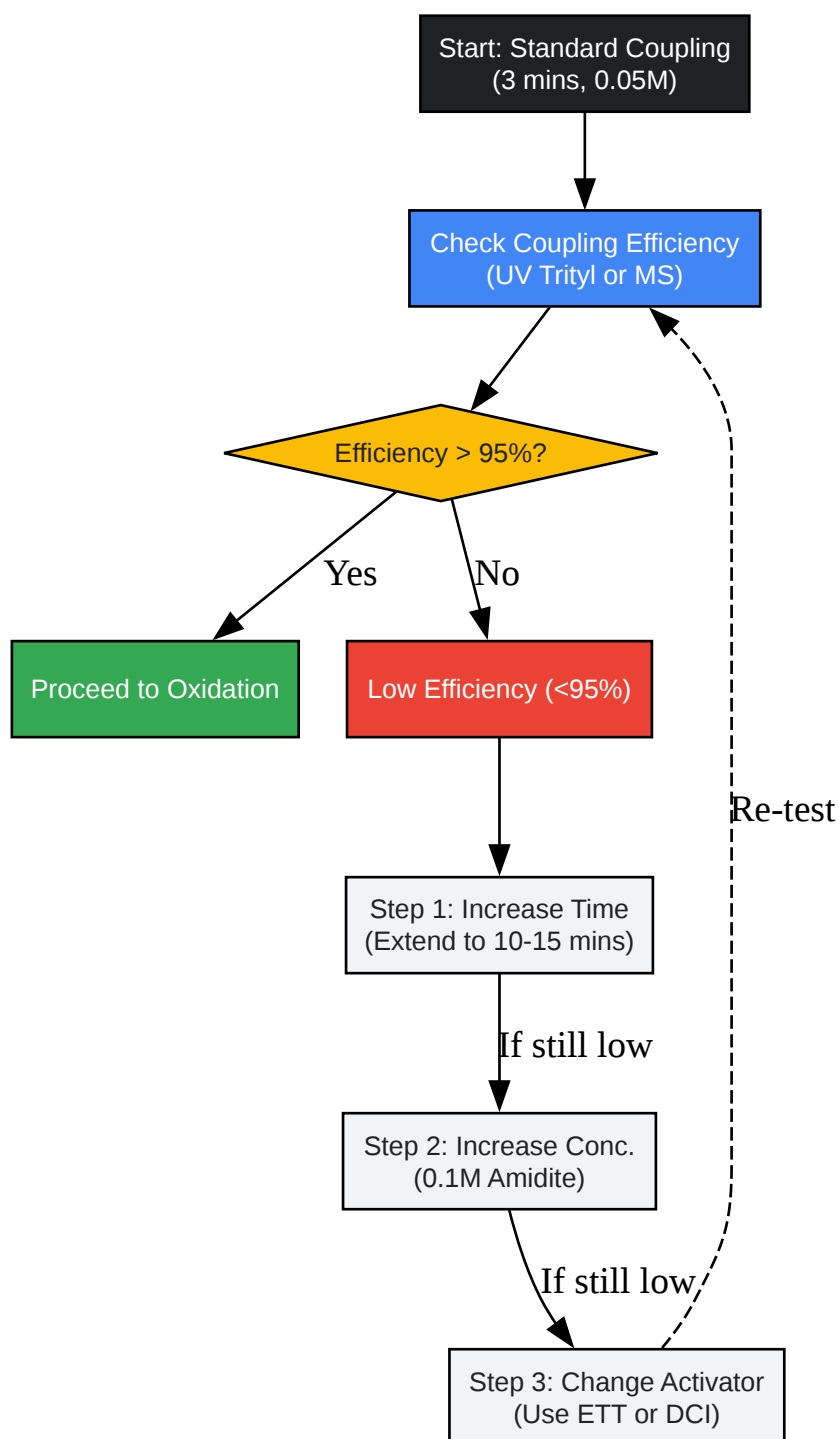 Start: Standard Coupling
(3 mins, 0.05M)
Check Coupling Efficiency
(UV Trityl or MS)
Efficiency > 95%?
Yes
No
Proceed to Oxidation
Low Efficiency (<95%)
Re-test
Step 1: Increase Time
(Extend to 10-15 mins)
If still low
Step 2: Increase Conc.
(0.1M Amidite)
If still low
Step 3: Change Activator
(Use ETT or DCI)